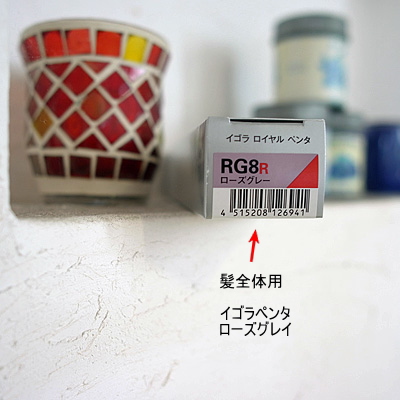 イゴラ ロイヤル ペンタ
RG8R
ローズグレー
4 515208 126941
髪全体用
イゴラペンタ
ローズグレイ